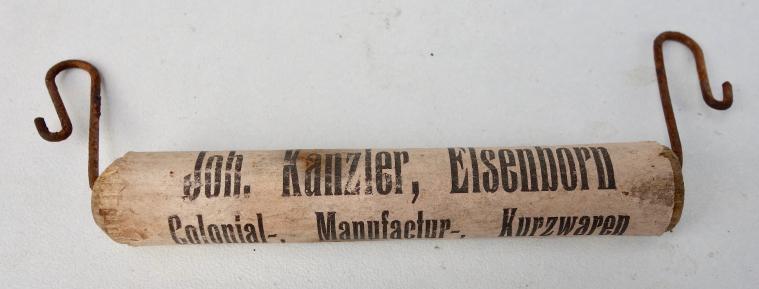 Joh. Kanzler, Elsenborn
Colonial-, Manufactur-, Kurzwaren